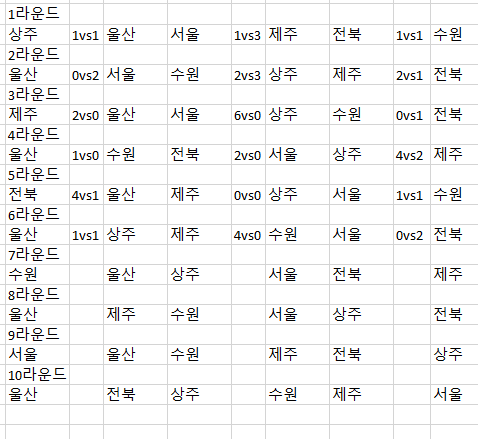 1라운드
상주 1vs1 울산 서울 1vs3 제주 전북 1vs1 수원
2라운드
울산 0vs2 서울 수원 2vs3 상주 제주 2vs1 전북
3라운드
제주 2vs0 울산 서울 6vs0 상주 수원 0vs1 전북
4라운드
울산 1vs0 수원 전북 2vs0 서울 상주 4vs2 제주
5라운드
전북 4vs1 울산 제주 0vs0 상주 서울 1vs1 수원
6라운드
울산 1vs1 상주 제주 4vs0 수원 서울 0vs2 전북
7라운드
수원 울산 상주 서울 전북 제주
8라운드
울산 제주 수원 서울 상주 전북
9라운드
서울 울산 수원 제주 전북 상주
10라운드
울산 전북 상주 수원 제주 서울